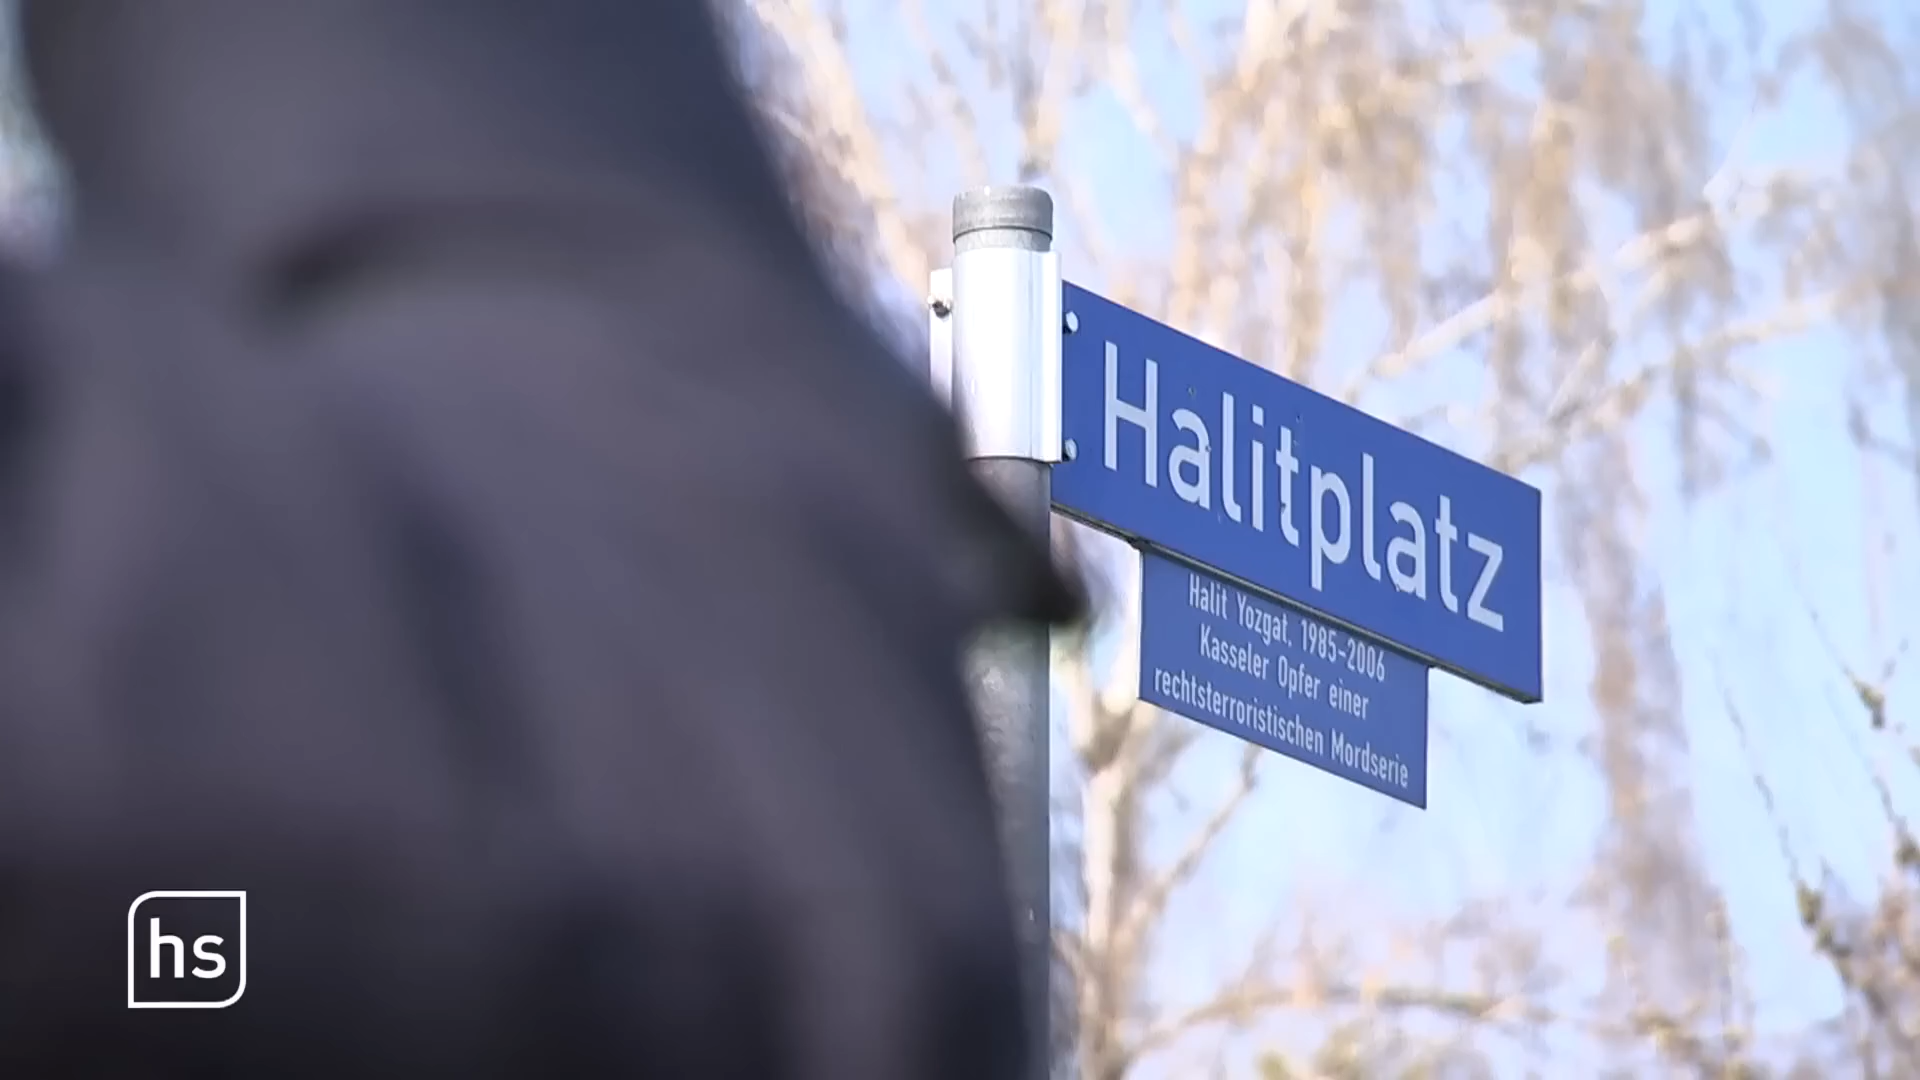 Halitplatz
Halit Yozgat, 1985-2006
Kasseler Opfer einer
rechtsterroristischen Mordserie
hs